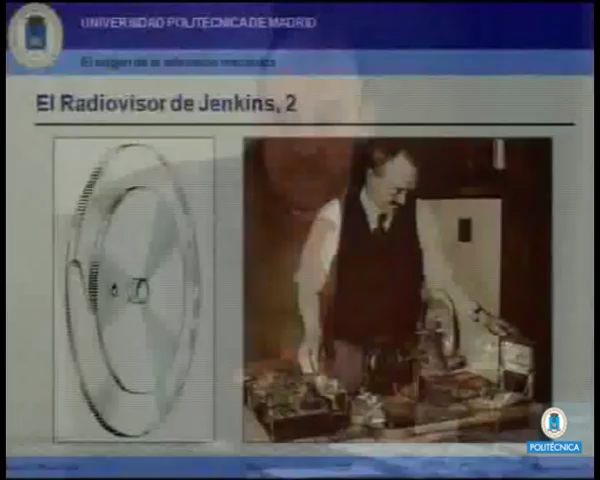 UNIVERSIDAD POLITÉCNICA DE MADRID
El origen de la televisión mecánica
El Radiovisor de Jenkins, 2
POLITÉCNICA